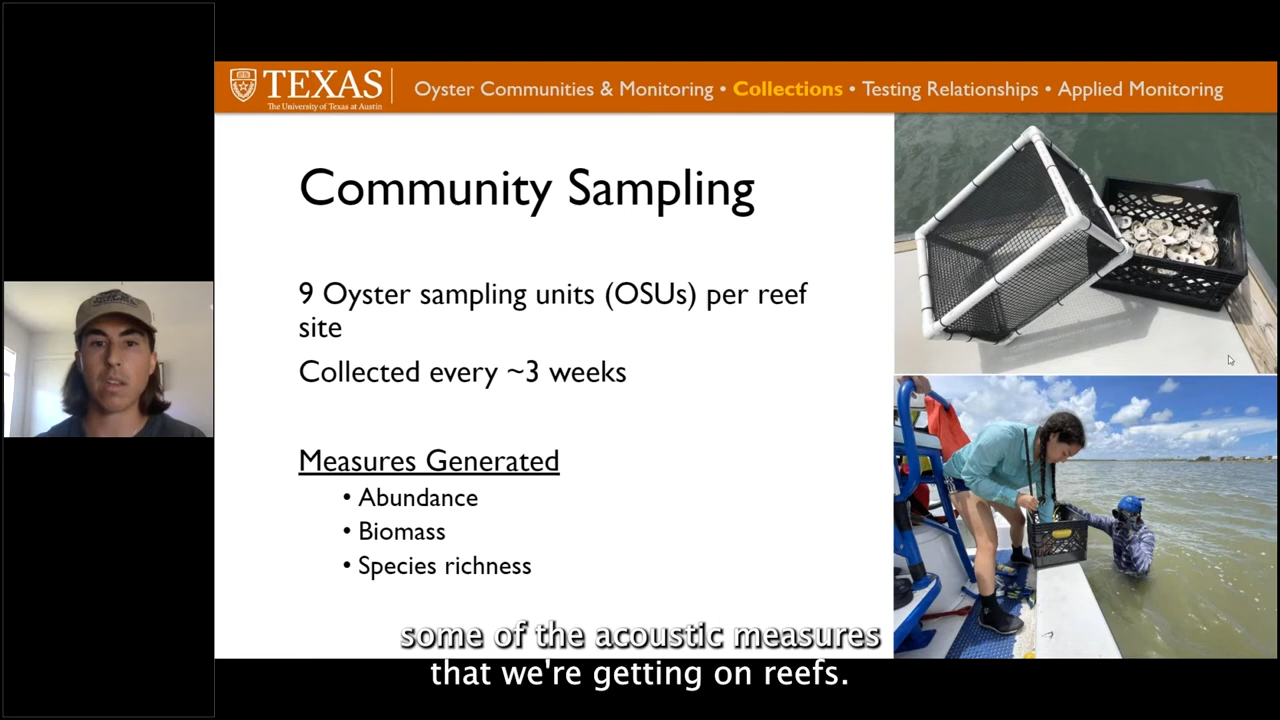 TEXAS
The University of Texas at Austin
Oyster Communities & Monitoring • Collections • Testing Relationships • Applied Monitoring
Community Sampling
9 Oyster sampling units (OSUs) per reef
site
Collected every ~3 weeks
Measures Generated
• Abundance
• Biomass
• Species richness
some of the acoustic measures
that we're getting on reefs.